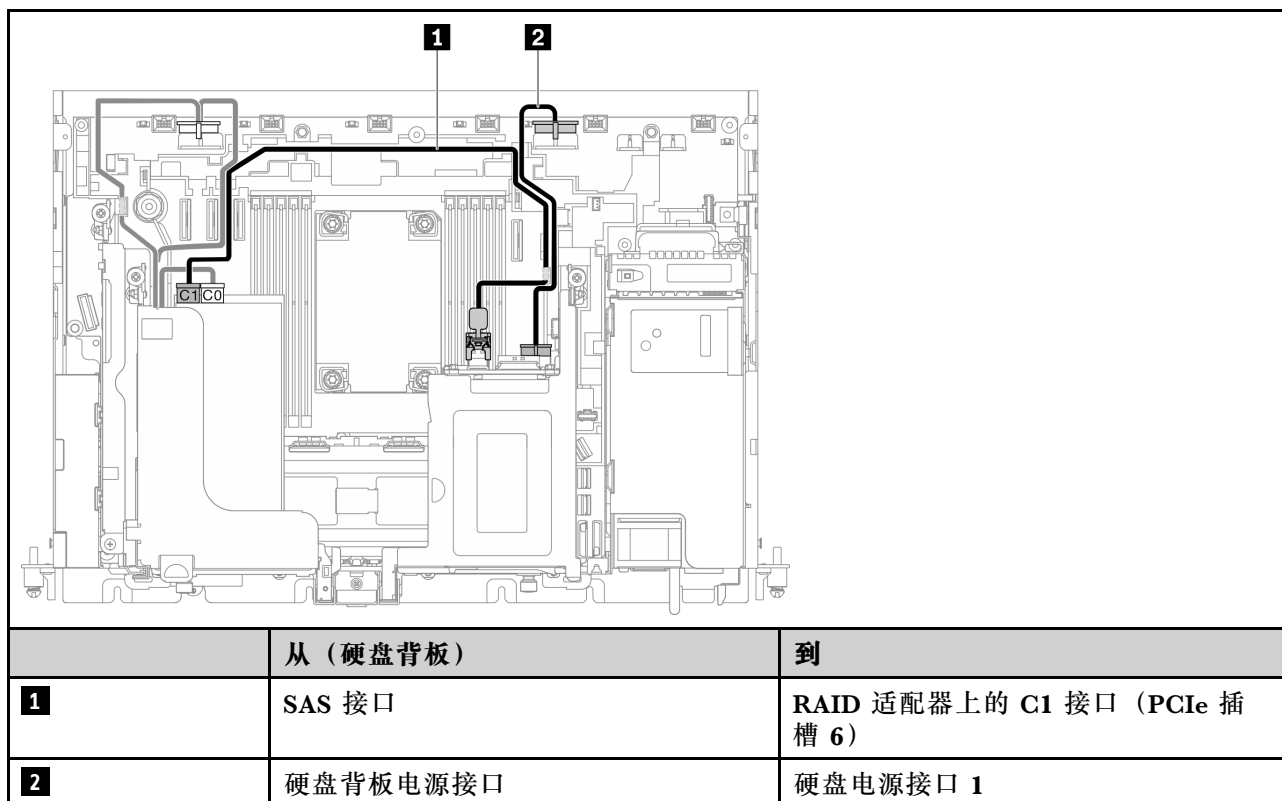 1 2
C1 C0
从（硬盘背板） 到
1 SAS 接口 RAID 适配器上的 C1 接口（PCIe 插
槽 6）
2 硬盘背板电源接口 硬盘电源接口 1